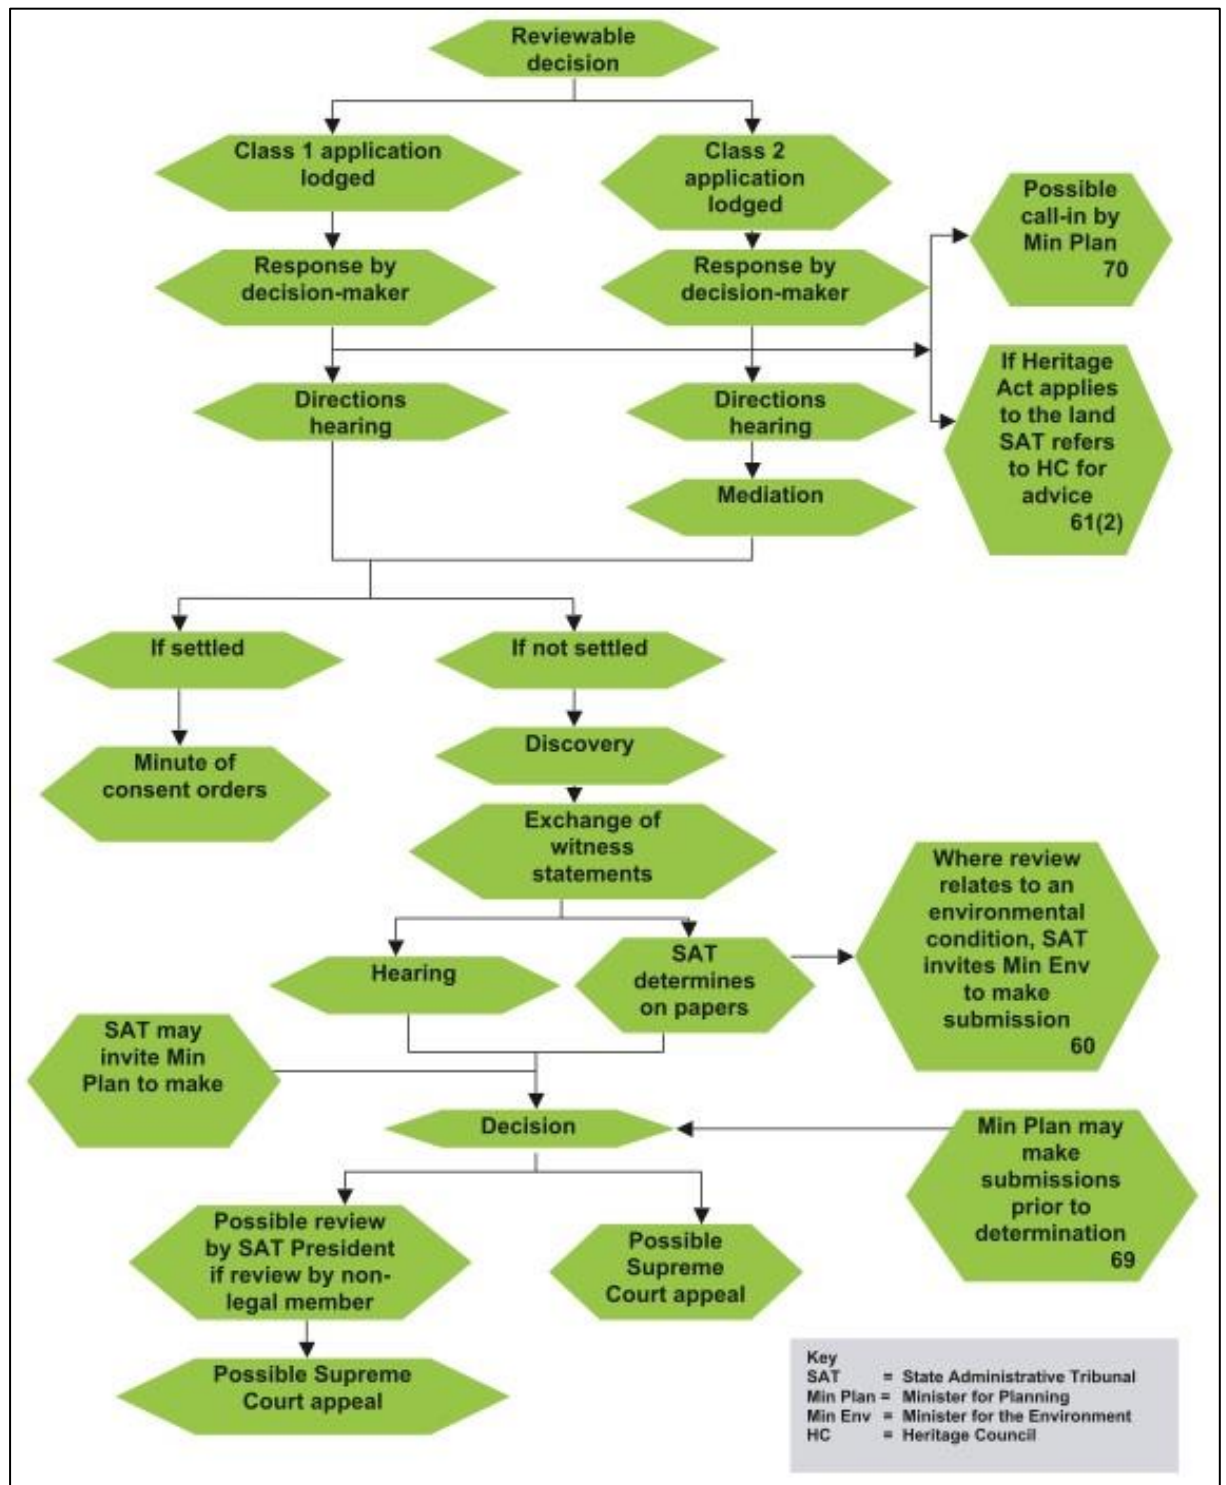 Reviewable
decision
Class 1 application
lodged
Class 2
application
lodged
Possible
call-in by
Min Plan
70
Response by
decision-maker
Response by
decision-maker
If Heritage
Act applies
to the land
SAT refers
to HC for
advice
61(2)
Directions
hearing
Directions
hearing
Mediation
If settled
If not settled
Minute of
consent orders
Discovery
Exchange of
witness
statements
Where review
relates to an
environmental
condition, SAT
invites Min Env
to make
submission
60
Hearing
SAT
determines
on papers
SAT may
invite Min
Plan to make
Decision
Min Plan may
make
submissions
prior to
determination
69
Possible review
by SAT President
if review by non-
legal member
Possible
Supreme
Court appeal
Possible Supreme
Court appeal
Key
SAT = State Administrative Tribunal
Min Plan = Minister for Planning
Min Env = Minister for the Environment
HC = Heritage Council